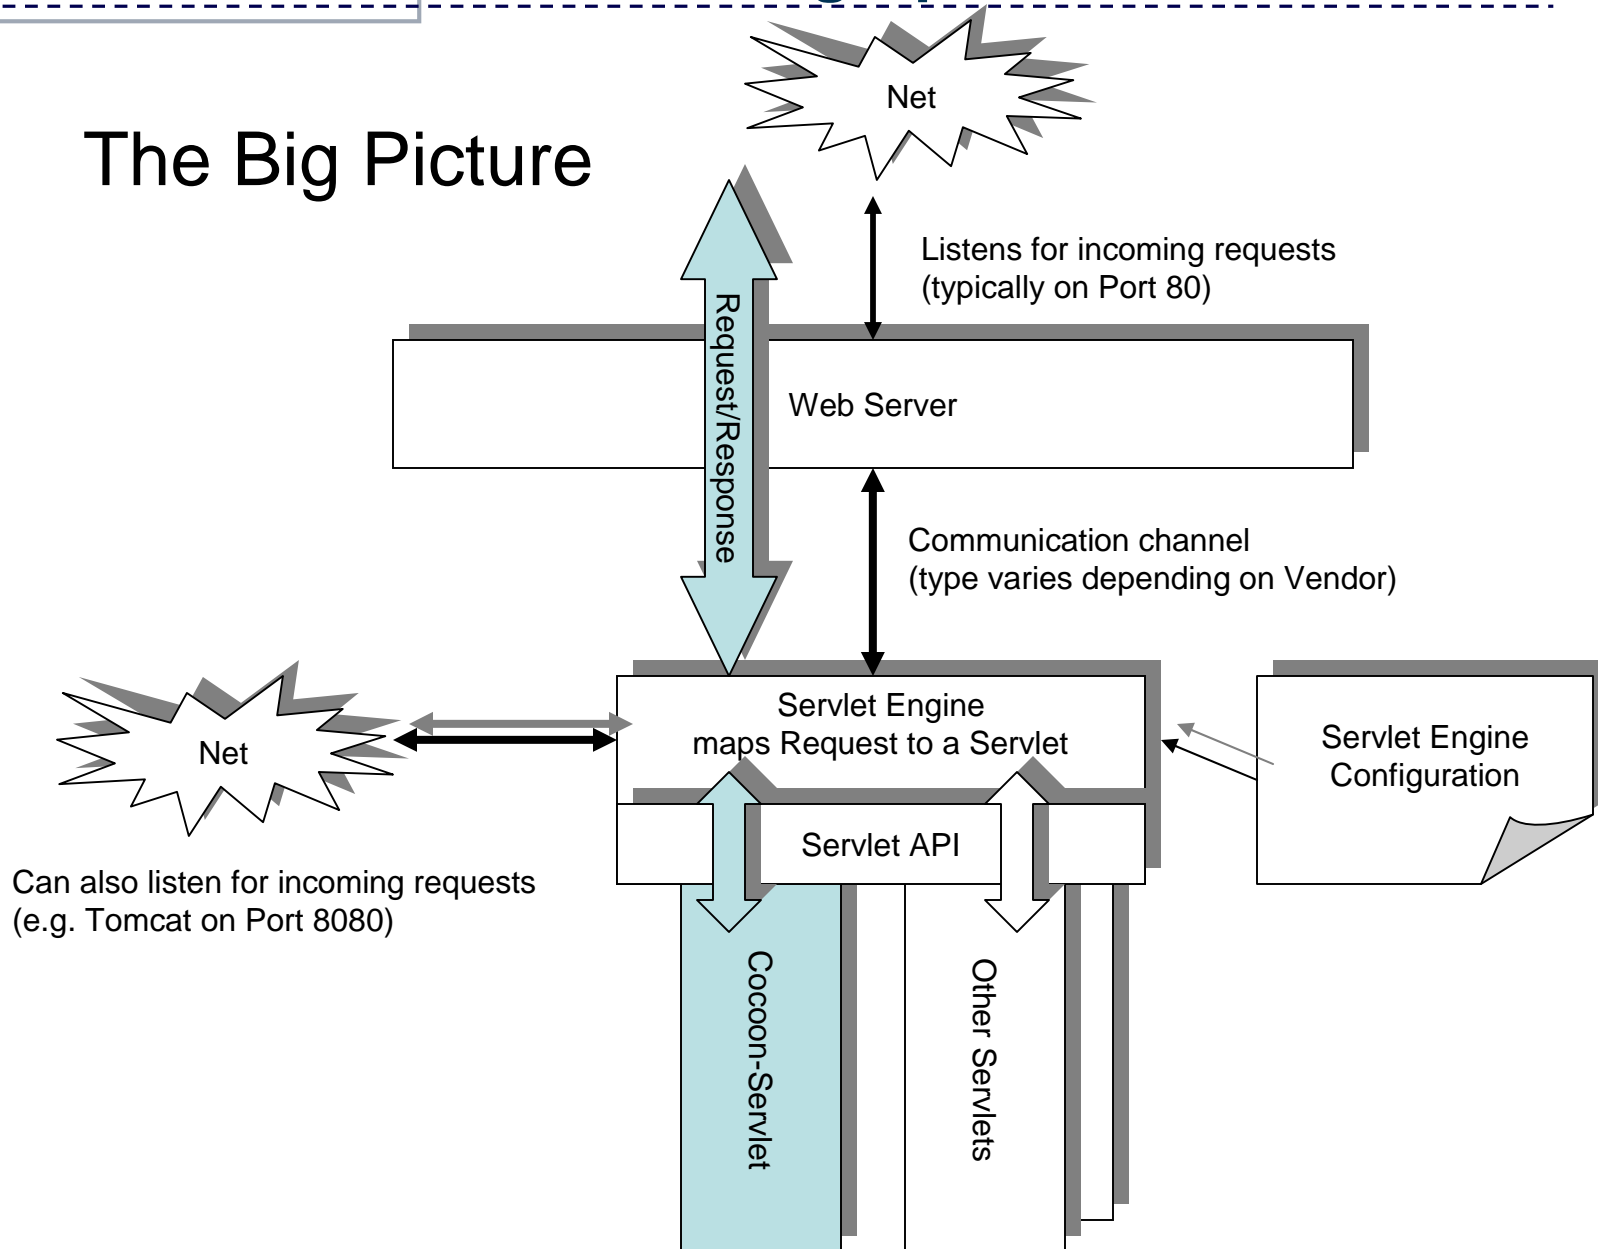 Net
The Big Picture
Listens for incoming requests
(typically on Port 80)
Request/Response
Web Server
Communication channel
(type varies depending on Vendor)
Servlet Engine
maps Request to a Servlet
Net
Servlet Engine
Configuration
Servlet API
Can also listen for incoming requests
(e.g. Tomcat on Port 8080)
Cocoon-Servlet
Other Servlets